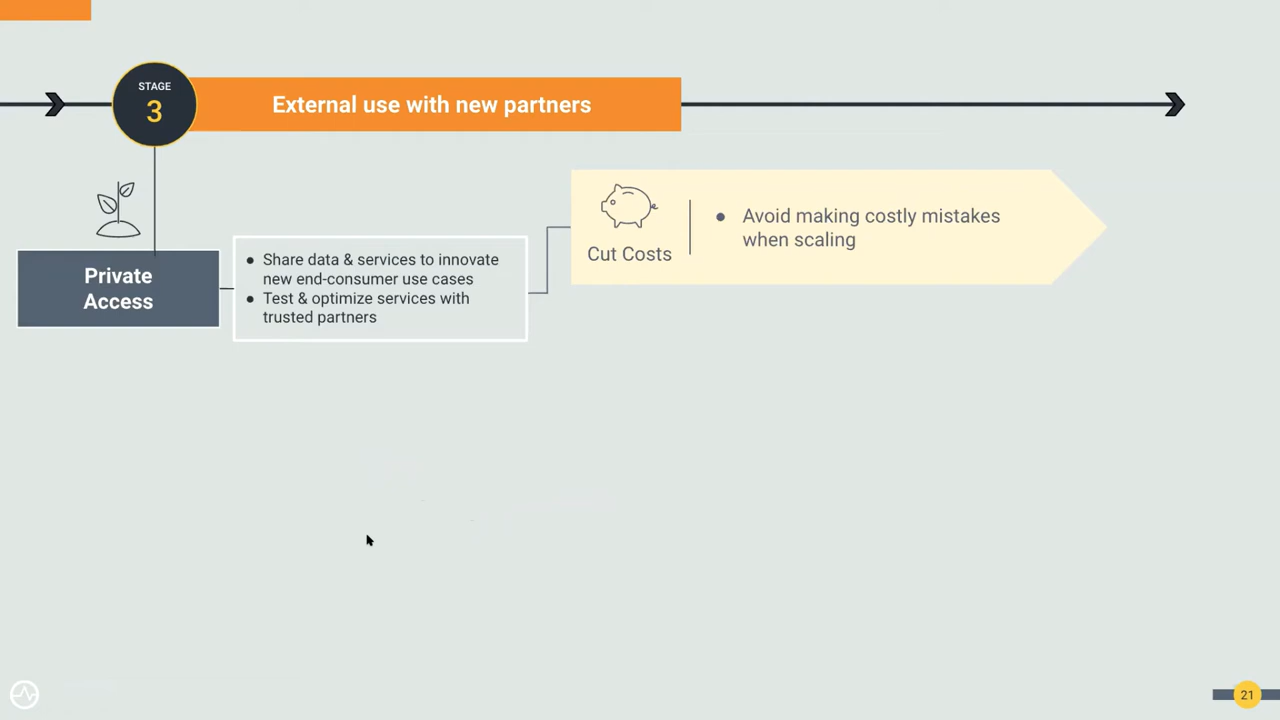 STAGE
3
External use with new partners
Private
Access
● Share data & services to innovate
new end-consumer use cases
● Test & optimize services with
trusted partners
Cut Costs
● Avoid making costly mistakes
when scaling
21